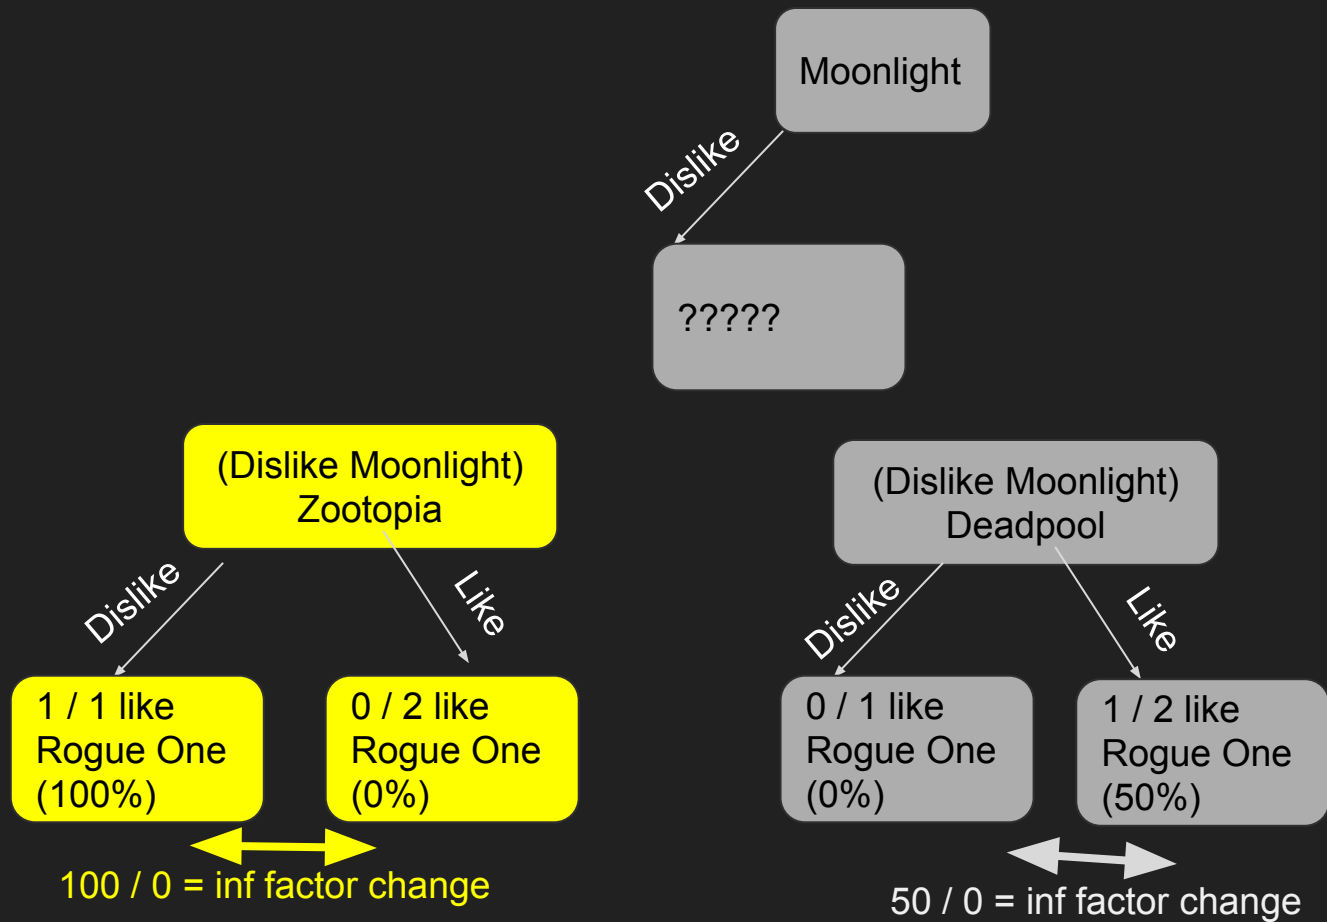 Moonlight
Dislike
?????
(Dislike Moonlight)
Zootopia
Dislike
Like
1 / 1 like
Rogue One
(100%)
0 / 2 like
Rogue One
(0%)
100 / 0 = inf factor change
(Dislike Moonlight)
Deadpool
Dislike
Like
0 / 1 like
Rogue One
(0%)
1 / 2 like
Rogue One
(50%)
50 / 0 = inf factor change